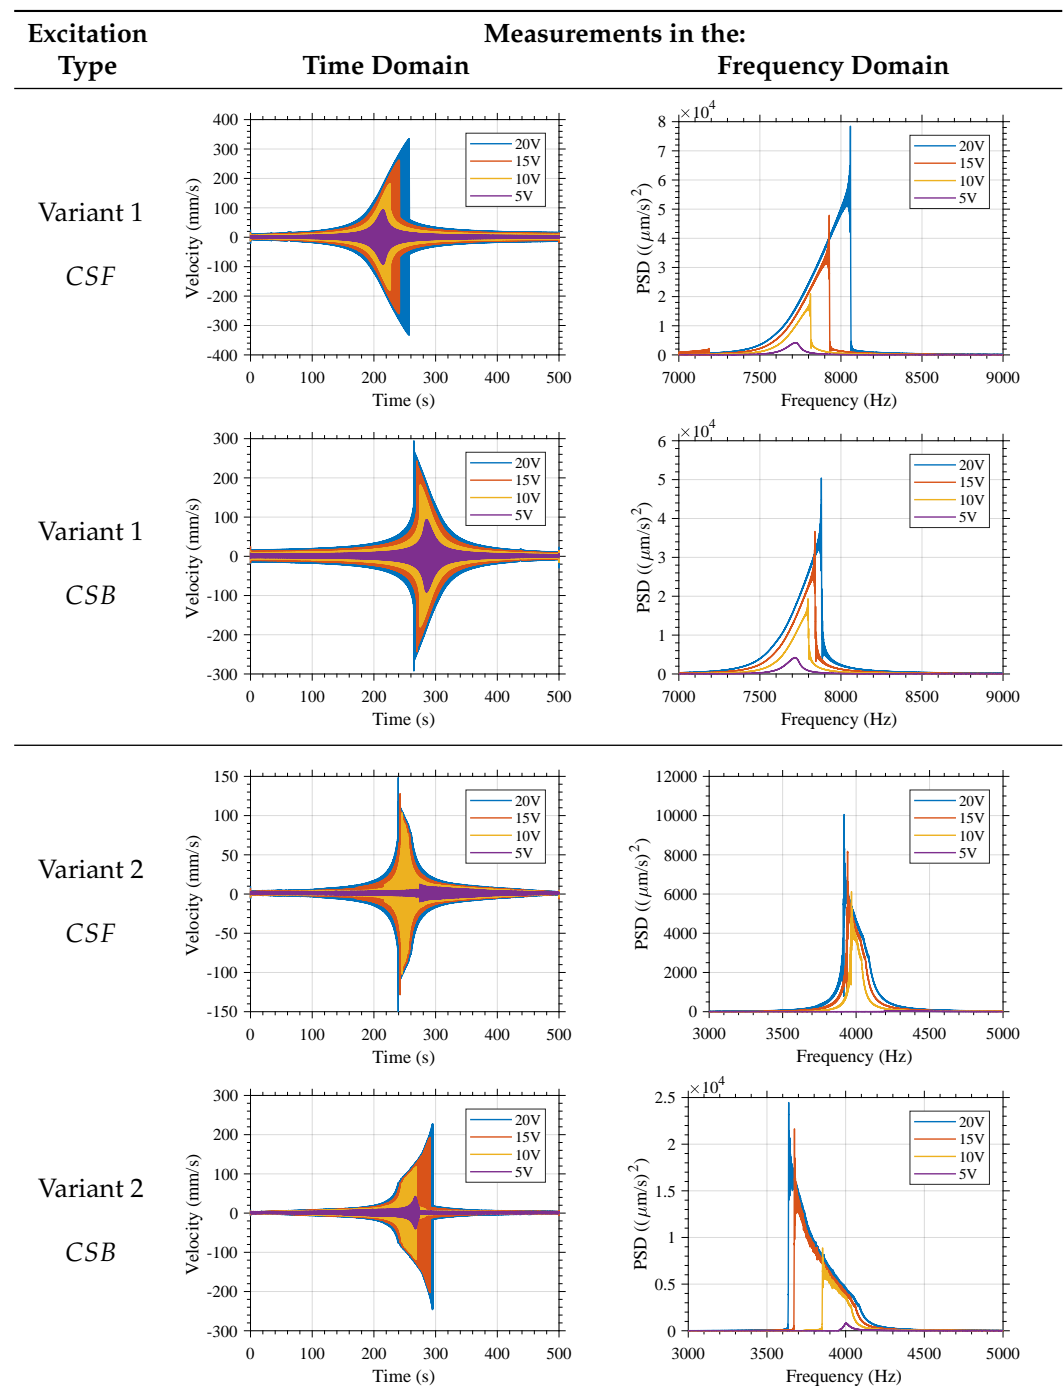 Excitation Type
Measurements in the:
Time Domain
Frequency Domain
Variant 1
CSF
400
300
200
100
0
-100
-200
-300
-400
Velocity (mm/s)
0 100 200 300 400 500
Time (s)
20V
15V
10V
5V
×10^4
8
7
6
5
4
3
2
1
0
PSD ((μm/s)^2)
7000 7500 8000 8500 9000
Frequency (Hz)
20V
15V
10V
5V
Variant 1
CSB
300
200
100
0
-100
-200
-300
Velocity (mm/s)
0 100 200 300 400 500
Time (s)
20V
15V
10V
5V
×10^4
6
5
4
3
2
1
0
PSD ((μm/s)^2)
7000 7500 8000 8500 9000
Frequency (Hz)
20V
15V
10V
5V
Variant 2
CSF
150
100
50
0
-50
-100
-150
Velocity (mm/s)
0 100 200 300 400 500
Time (s)
20V
15V
10V
5V
12000
10000
8000
6000
4000
2000
0
PSD ((μm/s)^2)
3000 3500 4000 4500 5000
Frequency (Hz)
20V
15V
10V
5V
Variant 2
CSB
300
200
100
0
-100
-200
-300
Velocity (mm/s)
0 100 200 300 400 500
Time (s)
20V
15V
10V
5V
×10^4
2.5
2
1.5
1
0.5
0
PSD ((μm/s)^2)
3000 3500 4000 4500 5000
Frequency (Hz)
20V
15V
10V
5V